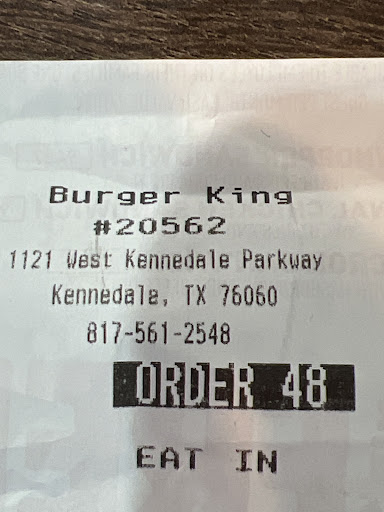 Burger King
#20562
1121 West Kennedale Parkway
Kennedale, TX 76060
817-561-2548
ORDER 48
EAT IN